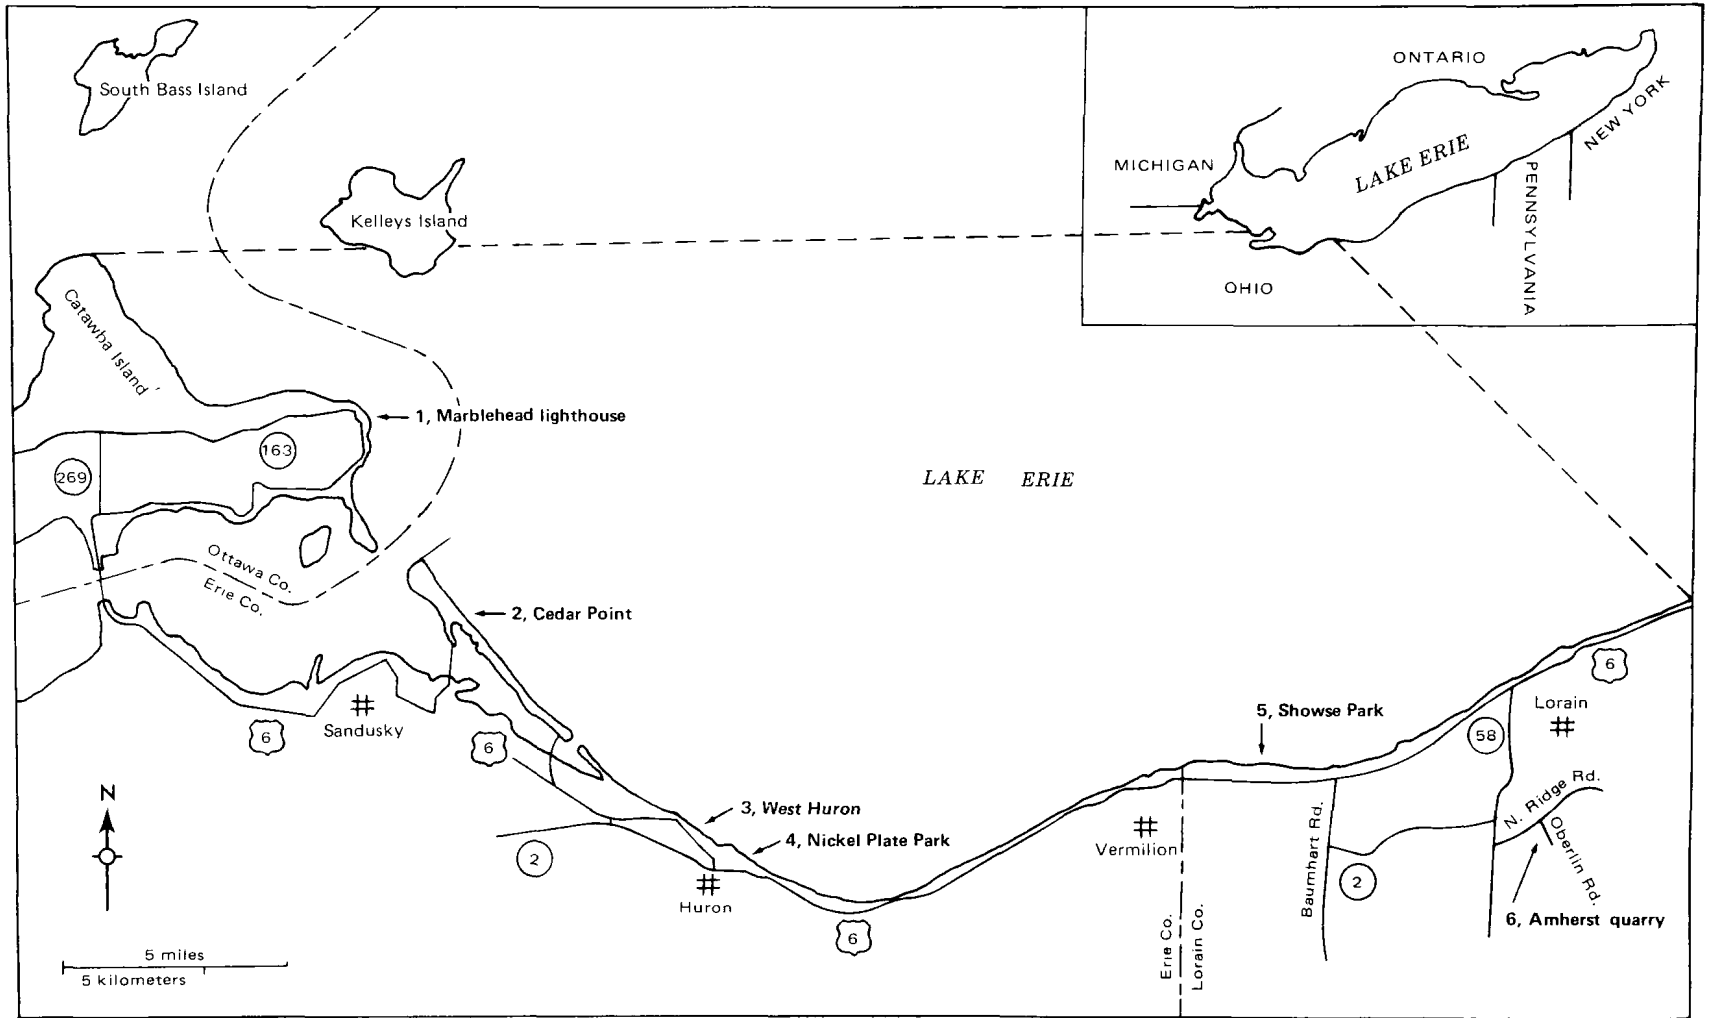 South Bass Island
Kelleys Island
Catawba Island
1, Marblehead lighthouse
163
269
Ottawa Co.
Erie Co.
2, Cedar Point
LAKE ERIE
ONTARIO
MICHIGAN
LAKE ERIE
NEW YORK
PENNSYLVANIA
OHIO
6
Sandusky
6
3, West Huron
4, Nickel Plate Park
2
Huron
6
Vermilion
Erie Co.
Lorain Co.
5, Showse Park
Baumhart Rd.
2
58
Lorain
6
N. Ridge Rd.
Oberlin Rd.
6, Amherst quarry
N
5 miles
5 kilometers